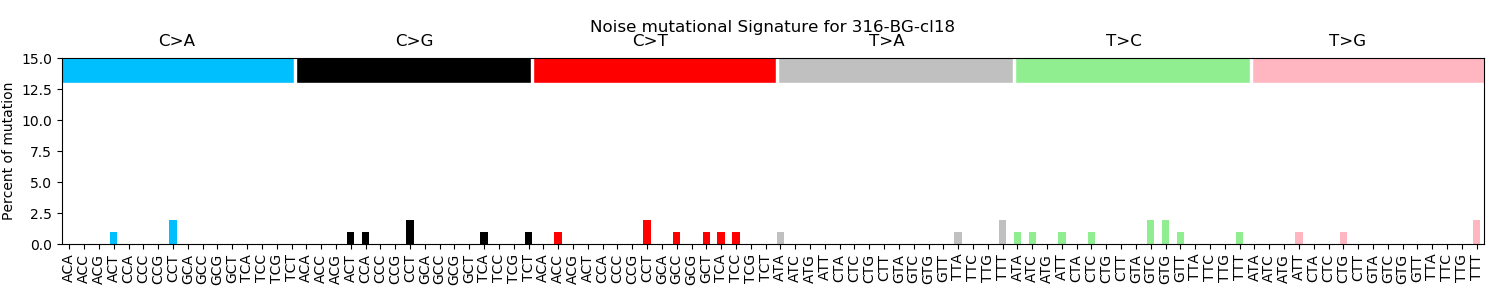 Noise mutational Signature for 316-BG-cl18
C>A C>G C>T T>A T>C T>G
Percent of mutation
15.0
12.5
10.0
7.5
5.0
2.5
0.0
ACA ACC ACG ACT CCA CCC CCG CCT GCA GCC GCG GCT TCA TCC TCG TCT ACA ACC ACG ACT CCA CCC CCG CCT GCA GCC GCG GCT TCA TCC TCG TCT ACA ACC ACG ACT CCA CCC CCG CCT GCA GCC GCG GCT TCA TCC TCG TCT ATA ATC ATG ATT CTA CTC CTG CTT GTA GTC GTG GTT TTA TTC TTG TTT ATA ATC ATG ATT CTA CTC CTG CTT GTA GTC GTG GTT TTA TTC TTG TTT ATA ATC ATG ATT CTA CTC CTG CTT GTA GTC GTG GTT TTA TTC TTG TTT